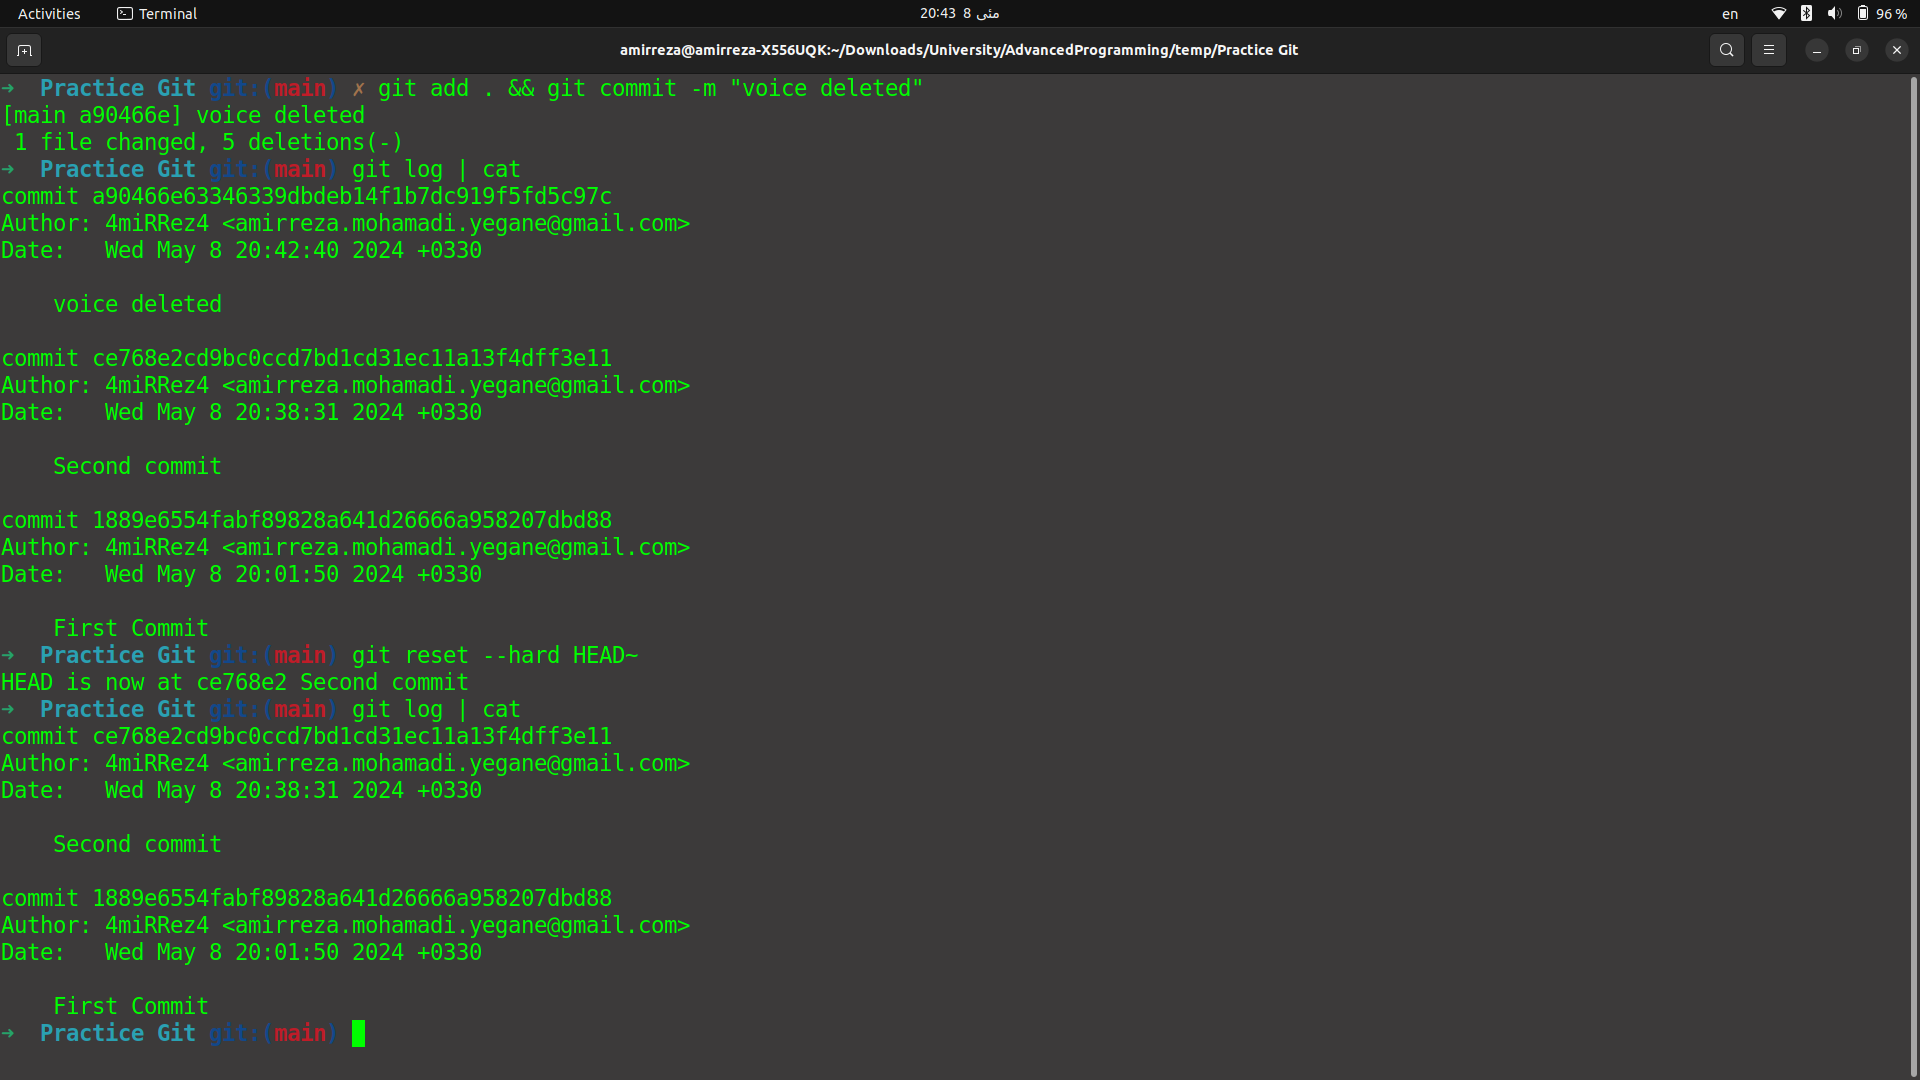 Activities Terminal 20:43 8 مئی en 96 %
amirreza@amirreza-X556UQK:~/Downloads/University/AdvancedProgramming/temp/Practice Git
➜  Practice Git git:(main) ✗ git add . && git commit -m "voice deleted"
[main a90466e] voice deleted
 1 file changed, 5 deletions(-)
➜  Practice Git git:(main) git log | cat
commit a90466e63346339dbdeb14f1b7dc919f5fd5c97c
Author: 4miRRez4 <amirreza.mohamadi.yegane@gmail.com>
Date:   Wed May 8 20:42:40 2024 +0330
    voice deleted
commit ce768e2cd9bc0ccd7bd1cd31ec11a13f4dff3e11
Author: 4miRRez4 <amirreza.mohamadi.yegane@gmail.com>
Date:   Wed May 8 20:38:31 2024 +0330
    Second commit
commit 1889e6554fabf89828a641d26666a958207dbd88
Author: 4miRRez4 <amirreza.mohamadi.yegane@gmail.com>
Date:   Wed May 8 20:01:50 2024 +0330
    First Commit
➜  Practice Git git:(main) git reset --hard HEAD~
HEAD is now at ce768e2 Second commit
➜  Practice Git git:(main) git log | cat
commit ce768e2cd9bc0ccd7bd1cd31ec11a13f4dff3e11
Author: 4miRRez4 <amirreza.mohamadi.yegane@gmail.com>
Date:   Wed May 8 20:38:31 2024 +0330
    Second commit
commit 1889e6554fabf89828a641d26666a958207dbd88
Author: 4miRRez4 <amirreza.mohamadi.yegane@gmail.com>
Date:   Wed May 8 20:01:50 2024 +0330
    First Commit
➜  Practice Git git:(main)